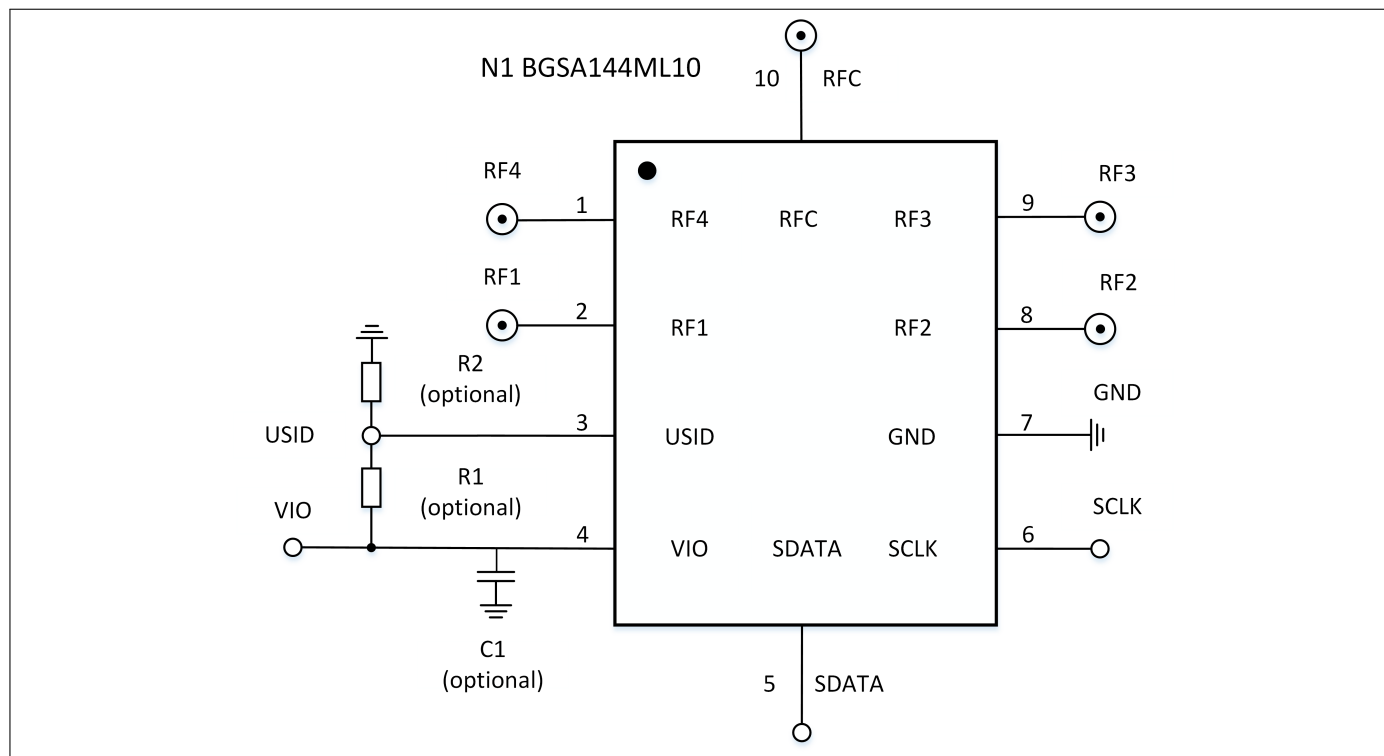 N1 BGSA144ML10
10 RFC
RF4
1
RF4 RFC RF3
9
RF3
RF1
2
RF1
RF2
8
RF2
R2
(optional)
USID
3
USID
GND
7
GND
R1
(optional)
VIO
4
VIO SDATA SCLK
6
SCLK
C1
(optional)
5 SDATA